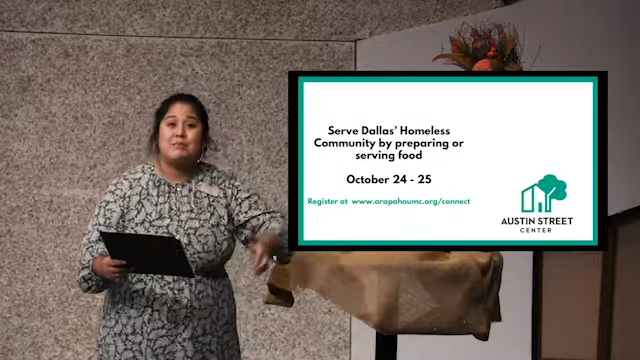 Serve Dallas' Homeless
Community by preparing or
serving food
October 24 - 25
Register at www.arapahoumc.org/connect
AUSTIN STREET
CENTER